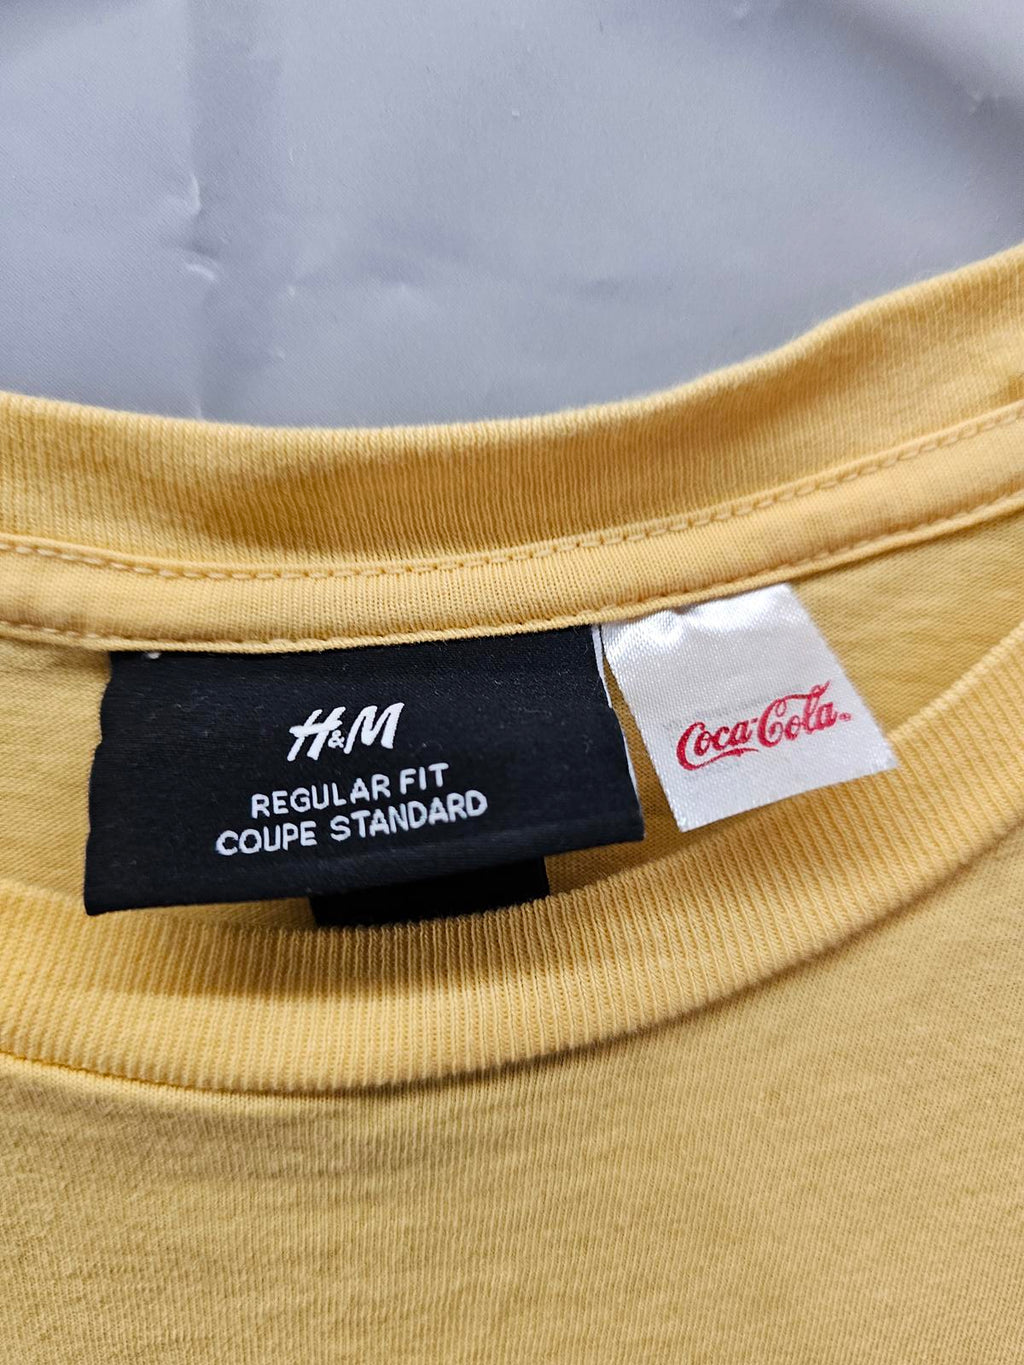 H&M
REGULAR FIT
COUPE STANDARD
Coca-Cola